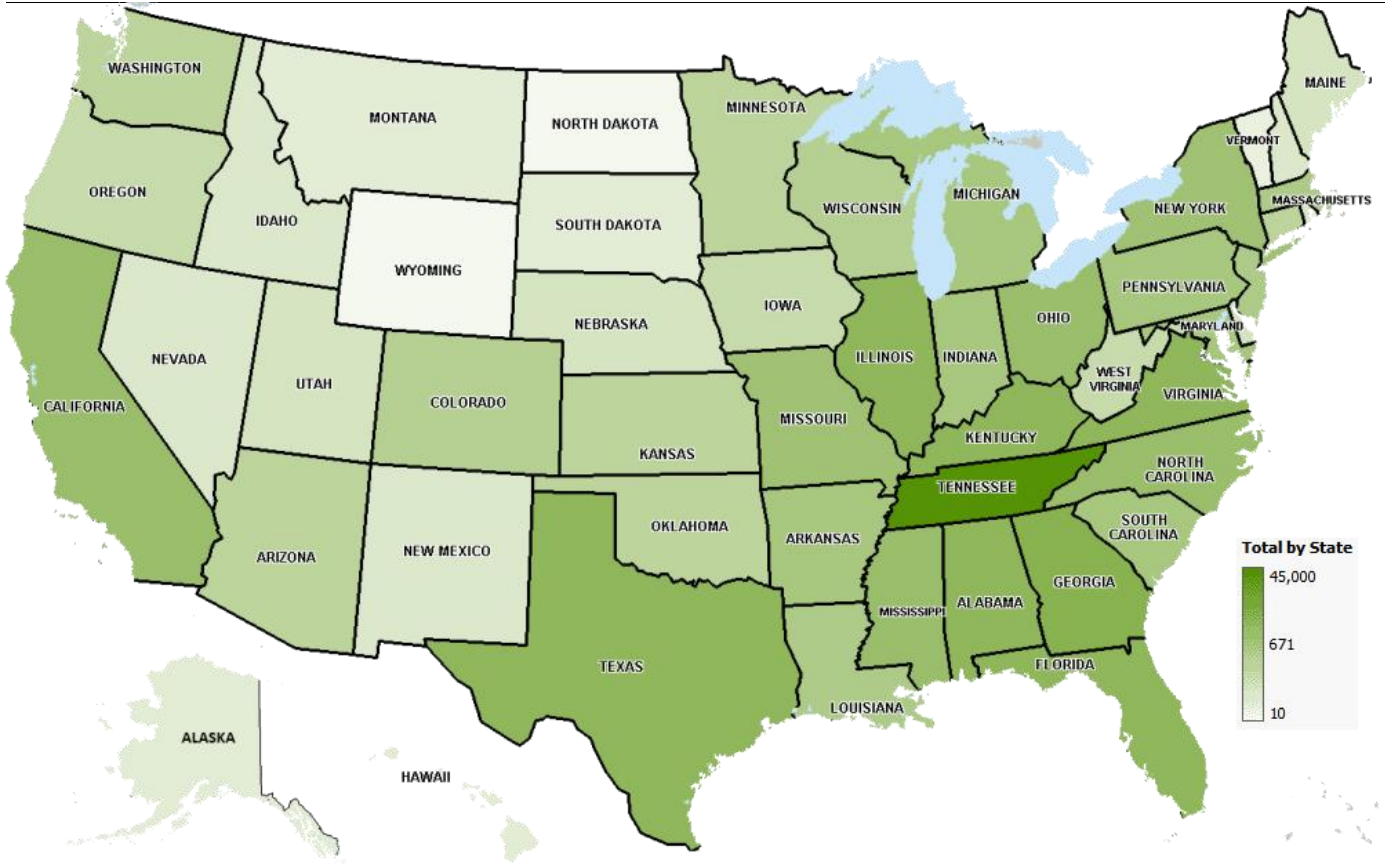 WASHINGTON
MONTANA
NORTH DAKOTA
MINNESOTA
MAINE
VERMONT
OREGON
IDAHO
SOUTH DAKOTA
WISCONSIN
MICHIGAN
NEW YORK
MASSACHUSETTS
WYOMING
IOWA
PENNSYLVANIA
NEBRASKA
OHIO
MARYLAND
NEVADA
UTAH
ILLINOIS
INDIANA
WEST
VIRGINIA
VIRGINIA
CALIFORNIA
COLORADO
MISSOURI
KENTUCKY
KANSAS
NORTH
CAROLINA
TENNESSEE
OKLAHOMA
ARKANSAS
SOUTH
CAROLINA
ARIZONA
NEW MEXICO
MISSISSIPPI
ALABAMA
GEORGIA
TEXAS
FLORIDA
LOUISIANA
ALASKA
HAWAII
Total by State
45,000
671
10